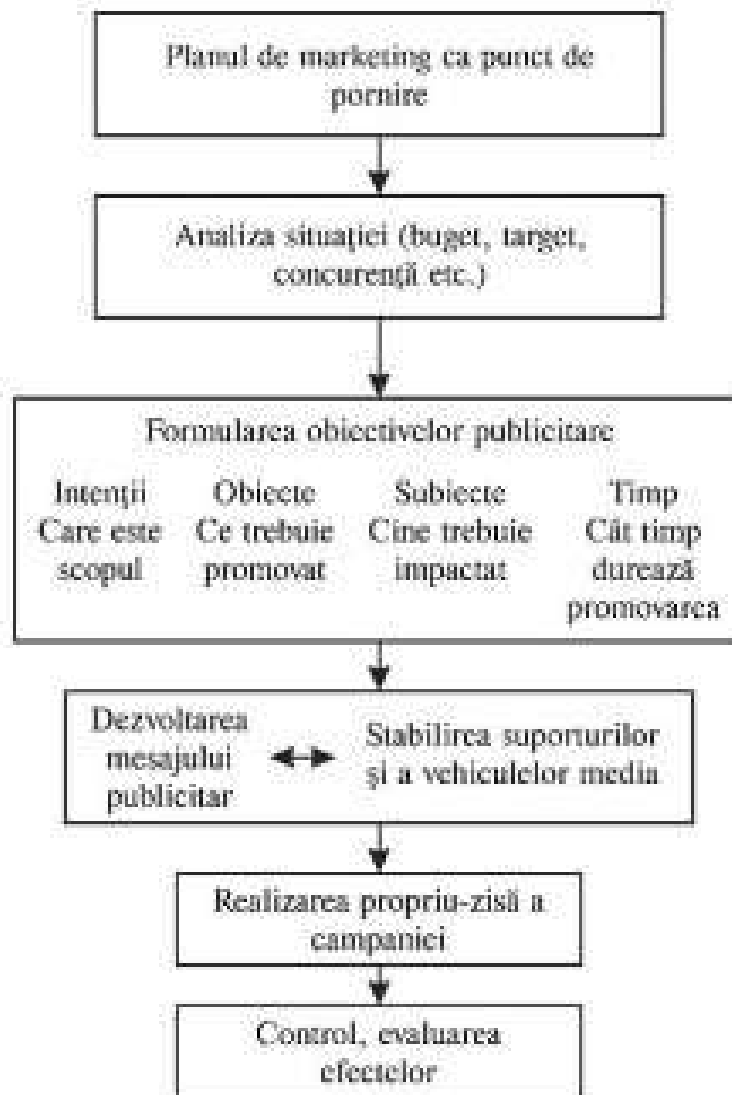 Planul de marketing ca punct de
pornire
Analiza situației (buget, target,
concurență etc.)
Formularea obiectivelor publicitare
Intenții
Care este
scopul
Obiecte
Ce trebuie
promovat
Subiecte
Cine trebuie
impactat
Timp
Cât timp
durează
promovarea
Dezvoltarea
mesajului
publicitar
Stabilirea suporturilor
și a vehiculelor media
Realizarea propriu-zisă a
campaniei
Control, evaluarea
efectelor